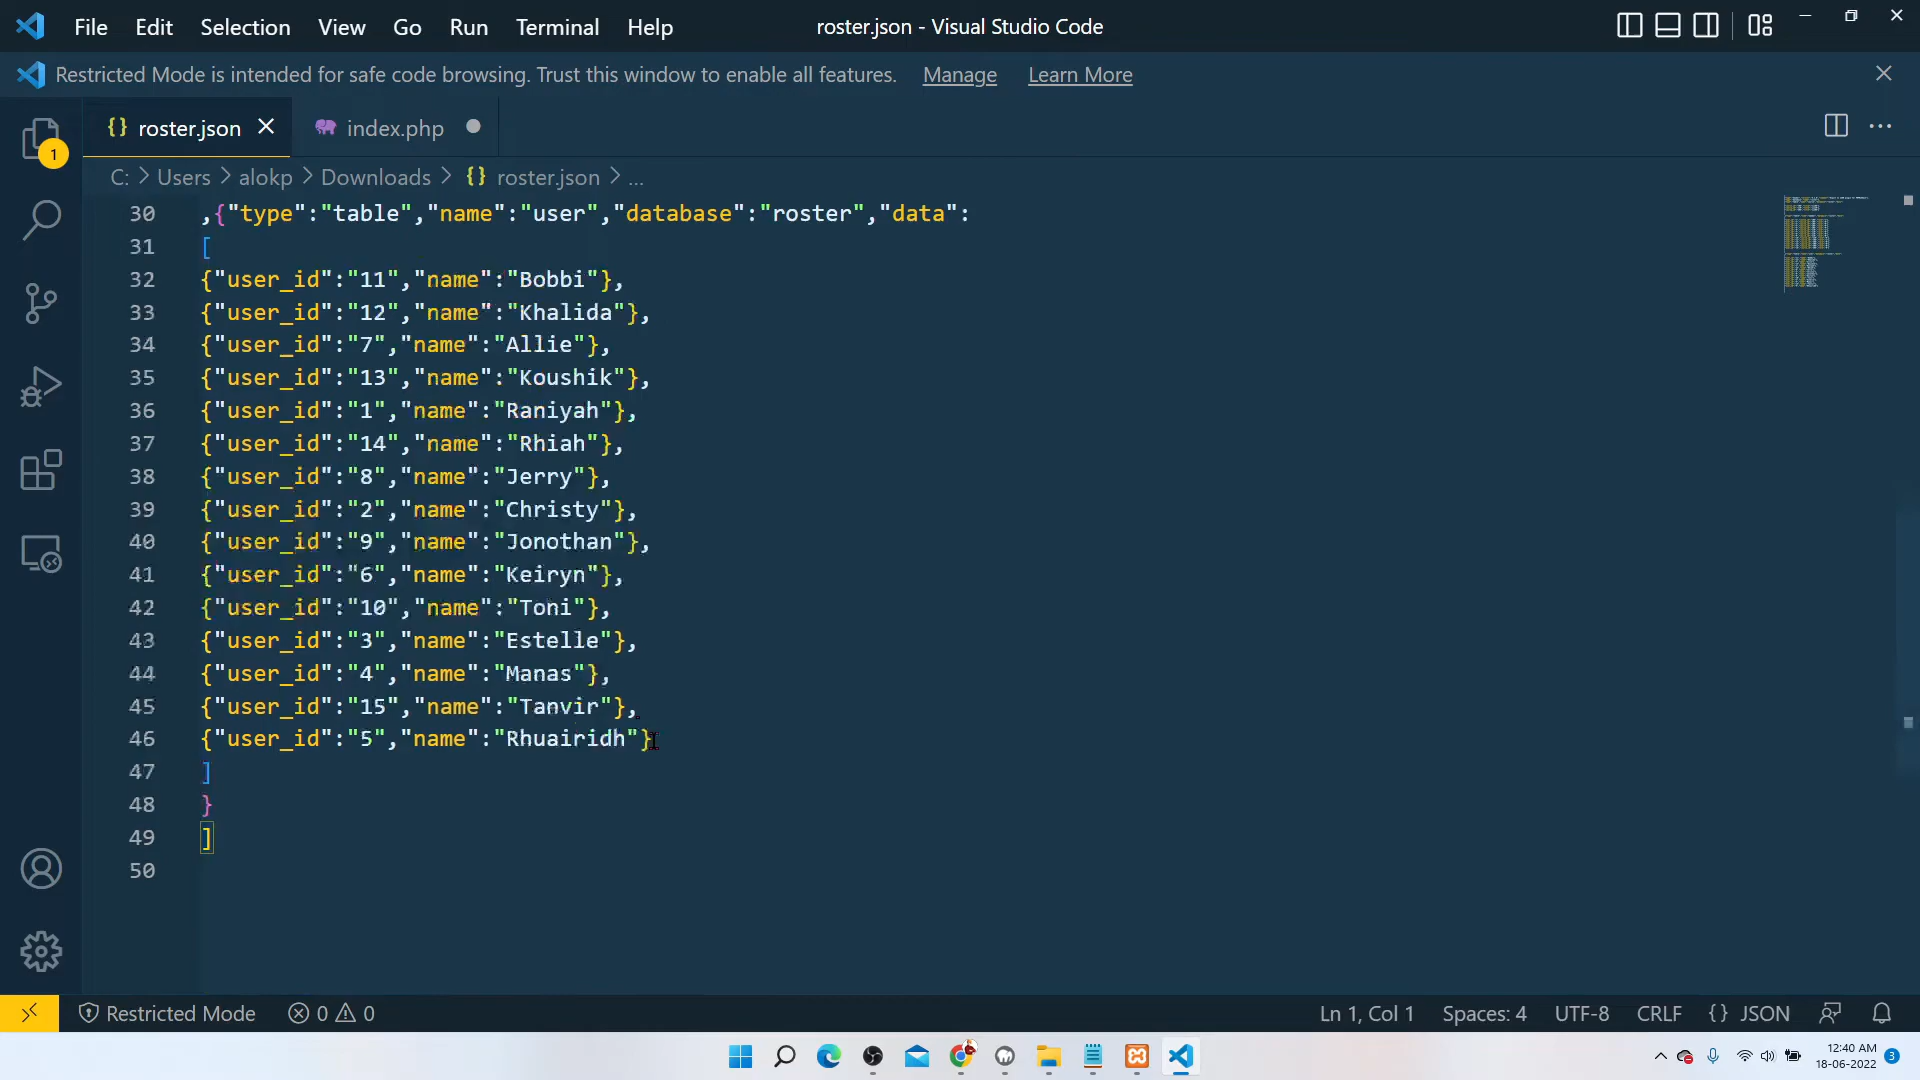 File Edit Selection View Go Run Terminal Help roster.json - Visual Studio Code
Restricted Mode is intended for safe code browsing. Trust this window to enable all features. Manage Learn More
{} roster.json index.php
1
C: > Users > alokp > Downloads > {} roster.json > ...
30 ,{"type":"table","name":"user","database":"roster","data":
31 [
32 {"user_id":"11","name":"Bobbi"},
33 {"user_id":"12","name":"Khalida"},
34 {"user_id":"7","name":"Allie"},
35 {"user_id":"13","name":"Koushik"},
36 {"user_id":"1","name":"Raniyah"},
37 {"user_id":"14","name":"Rhiah"},
38 {"user_id":"8","name":"Jerry"},
39 {"user_id":"2","name":"Christy"},
40 {"user_id":"9","name":"Jonothan"},
41 {"user_id":"6","name":"Keiryn"},
42 {"user_id":"10","name":"Toni"},
43 {"user_id":"3","name":"Estelle"},
44 {"user_id":"4","name":"Manas"},
45 {"user_id":"15","name":"Tanvir"},
46 {"user_id":"5","name":"Rhuairidh"}
47 ]
48 }
49 ]
50
Restricted Mode 0 0 Ln 1, Col 1 Spaces: 4 UTF-8 CRLF {} JSON
12:40 AM
18-06-2022 3